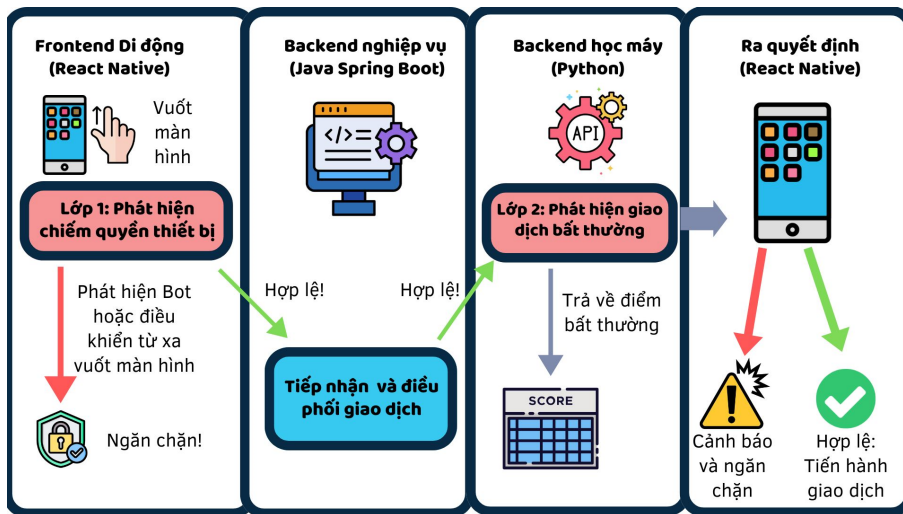 Frontend Di động
(React Native)
Vuốt
màn
hình
Lớp 1: Phát hiện
chiếm quyền thiết bị
Phát hiện Bot
hoặc điều
khiển từ xa
vuốt màn hình
Ngăn chặn!
Backend nghiệp vụ
(Java Spring Boot)
</>
Hợp lệ!
Hợp lệ!
Tiếp nhận và điều
phối giao dịch
Backend học máy
(Python)
API
Lớp 2: Phát hiện giao
dịch bất thường
Trả về điểm
bất thường
SCORE
Ra quyết định
(React Native)
Cảnh báo
và ngăn
chặn
Hợp lệ:
Tiến hành
giao dịch